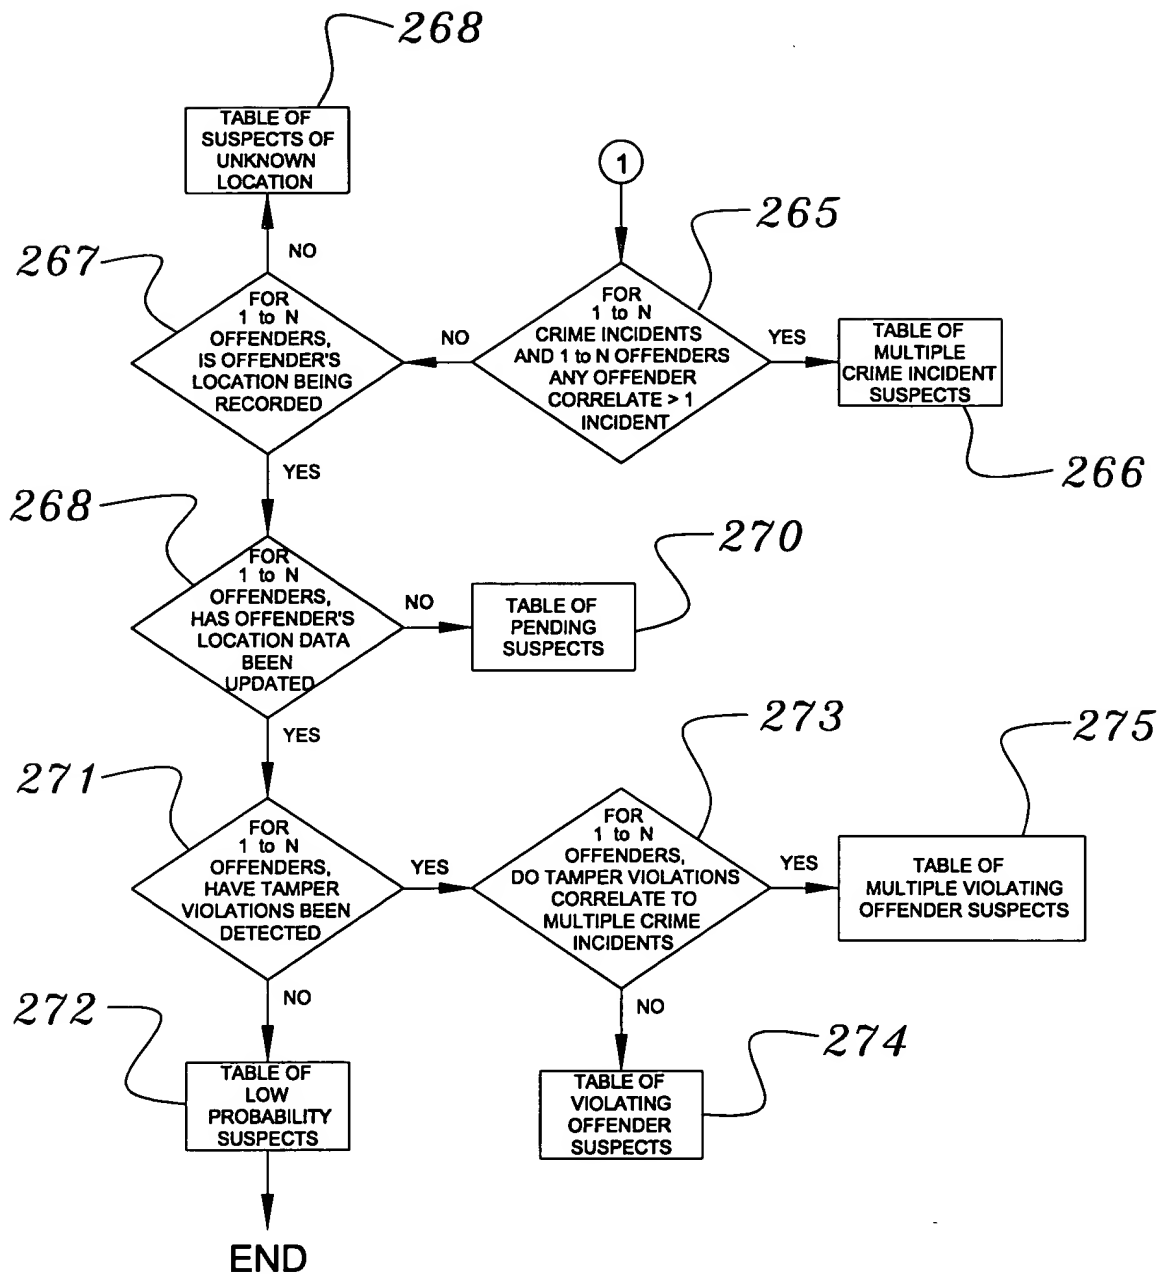 268
TABLE OF
SUSPECTS OF
UNKNOWN
LOCATION
1
265
267
NO
FOR
1 to N
OFFENDERS,
IS OFFENDER'S
LOCATION BEING
RECORDED
NO
FOR
1 to N
CRIME INCIDENTS
AND 1 to N OFFENDERS
ANY OFFENDER
CORRELATE > 1
INCIDENT
YES
TABLE OF
MULTIPLE
CRIME INCIDENT
SUSPECTS
266
YES
268
FOR
1 to N
OFFENDERS,
HAS OFFENDER'S
LOCATION DATA
BEEN
UPDATED
NO
TABLE OF
PENDING
SUSPECTS
270
YES
271
FOR
1 to N
OFFENDERS,
HAVE TAMPER
VIOLATIONS BEEN
DETECTED
YES
273
FOR
1 to N
OFFENDERS,
DO TAMPER VIOLATIONS
CORRELATE TO
MULTIPLE CRIME
INCIDENTS
YES
275
TABLE OF
MULTIPLE VIOLATING
OFFENDER SUSPECTS
NO
272
TABLE OF
LOW
PROBABILITY
SUSPECTS
NO
274
TABLE OF
VIOLATING
OFFENDER
SUSPECTS
END